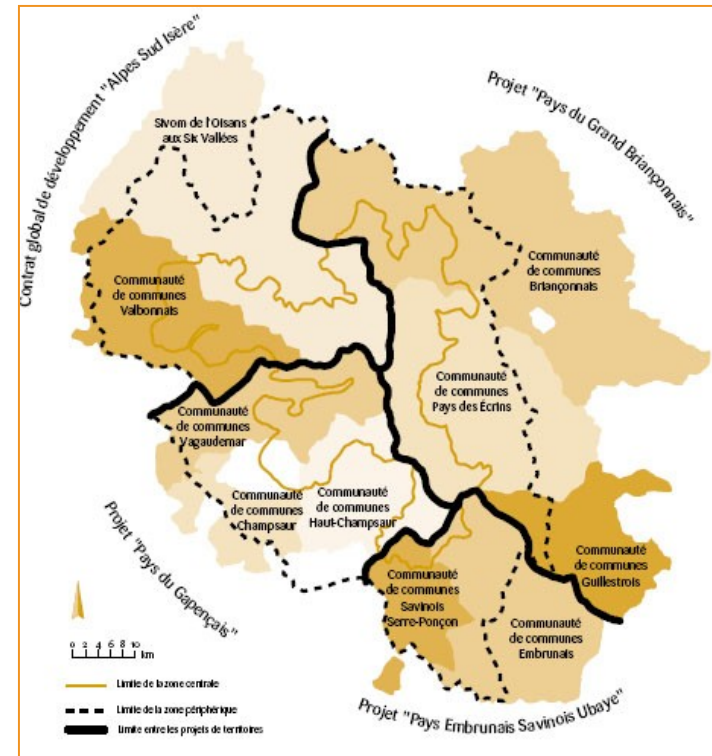 Contrat global de développement "Alpes Sud Isère"
Projet "Pays du Grand Briançonnais"
Sivom de l'Oisans
aux Six Vallées
Communauté
de communes
Briançonnais
Communauté
de communes
Valbonnais
Communauté
de communes
Pays des Écrins
Communauté
de communes
Vagaudemar
Communauté
de communes
Champsaur
Communauté
de communes
Haut-Champsaur
Communauté
de communes
Guillestrois
Communauté
de communes
Savinois
Serre-Ponçon
Communauté
de communes
Embrunais
Projet "Pays du Gapençais"
Projet "Pays Embrunais Savinois Ubaye"
0 2 4 6 8 10
km
Limite de la zone centrale
Limite de la zone périphérique
Limite entre les projets de territoires